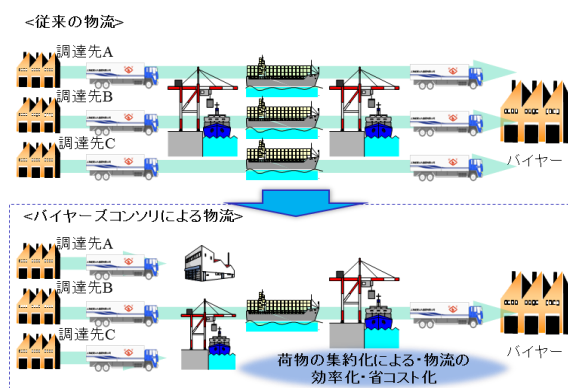 <従来の物流>
調達先A
調達先B
調達先C
バイヤー
<バイヤーズコンソリによる物流>
調達先A
調達先B
調達先C
バイヤー
荷物の集約化による・物流の
効率化・省コスト化